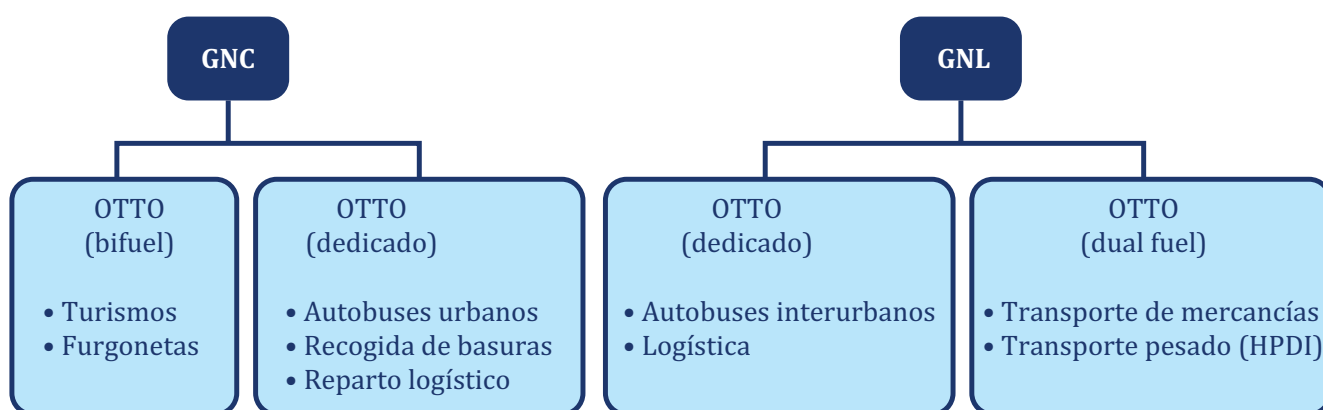 GNC
GNL
OTTO
(bifuel)
• Turismos
• Furgonetas
OTTO
(dedicado)
• Autobuses urbanos
• Recogida de basuras
• Reparto logístico
OTTO
(dedicado)
• Autobuses interurbanos
• Logística
OTTO
(dual fuel)
• Transporte de mercancías
• Transporte pesado (HPDI)